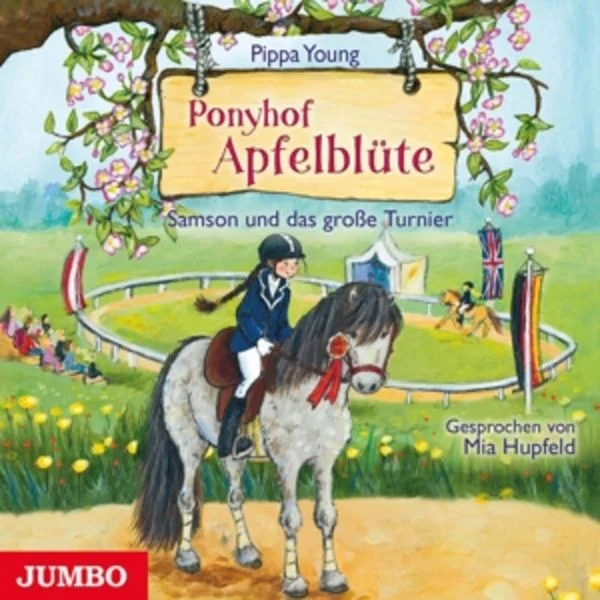 Pippa Young
Ponyhof
Apfelblüte
Samson und das große Turnier
Gesprochen von
Mia Hupfeld
JUMBO